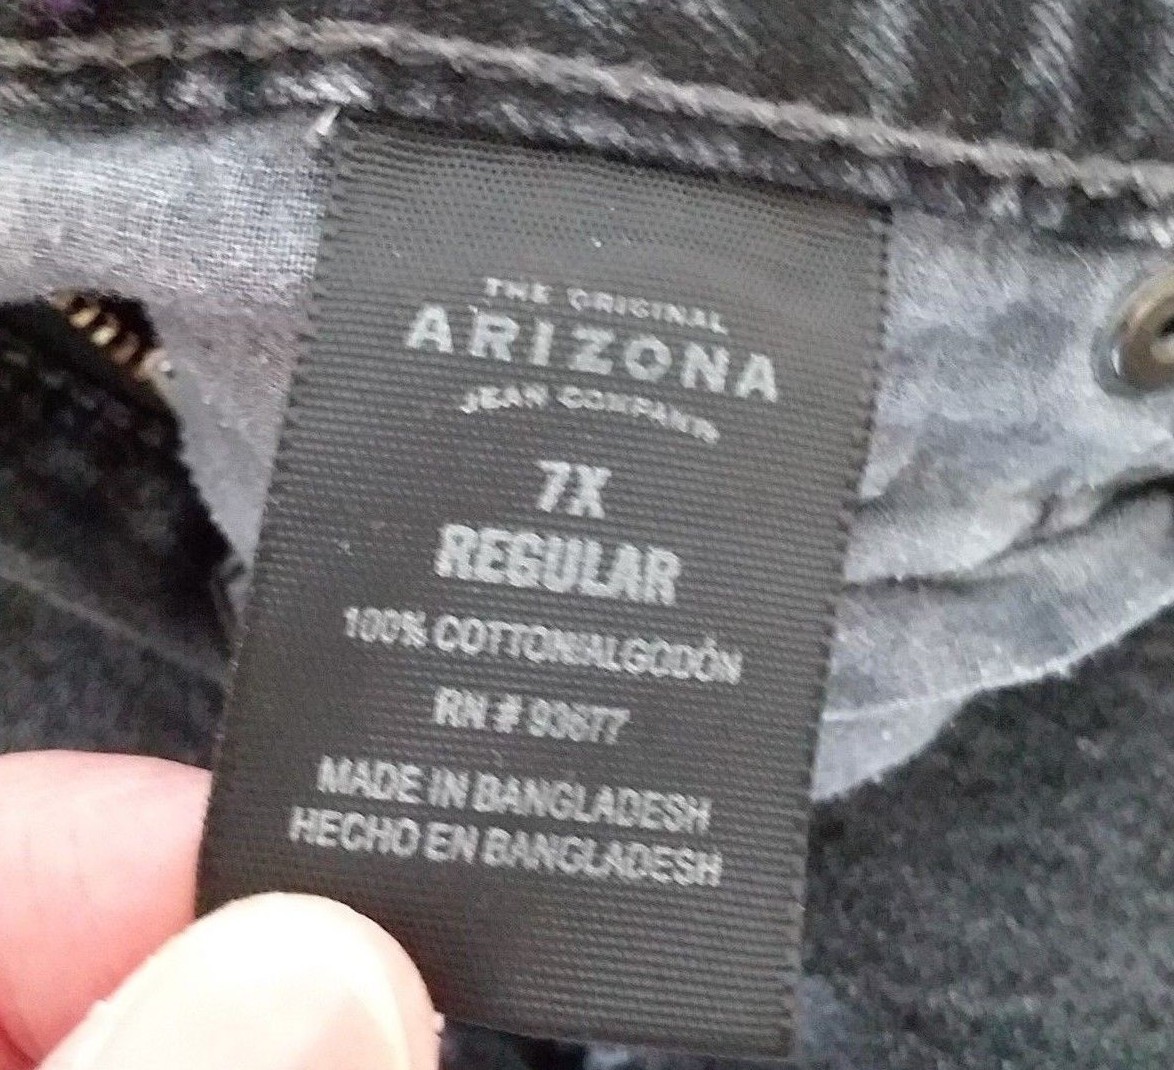 THE ORIGINAL
ARIZONA
JEAN COMPANY
7X
REGULAR
100% COTTON/ALGODÓN
RN # 93677
MADE IN BANGLADESH
HECHO EN BANGLADESH